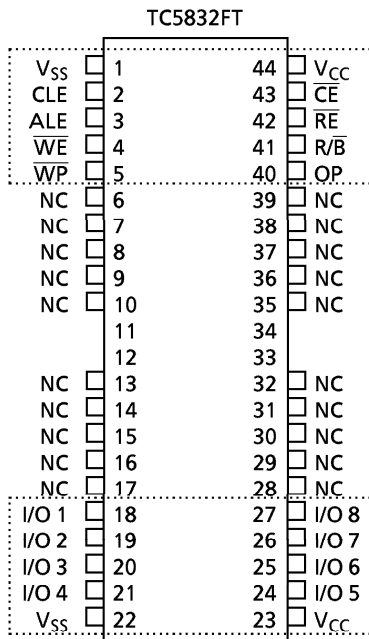 TC5832FT
VSS 1 44 VCC
CLE 2 43 C̅E̅
ALE 3 42 R̅E̅
W̅E̅ 4 41 R/B̅
W̅P̅ 5 40 OP
NC 6 39 NC
NC 7 38 NC
NC 8 37 NC
NC 9 36 NC
NC 10 35 NC
11 34
12 33
NC 13 32 NC
NC 14 31 NC
NC 15 30 NC
NC 16 29 NC
NC 17 28 NC
I/O 1 18 27 I/O 8
I/O 2 19 26 I/O 7
I/O 3 20 25 I/O 6
I/O 4 21 24 I/O 5
VSS 22 23 VCC